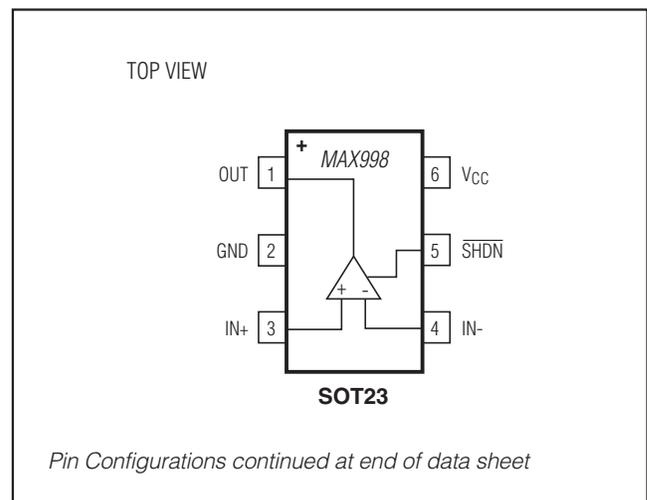 TOP VIEW
+
MAX998
OUT 1
6 VCC
GND 2
5 SHDN
+ -
IN+ 3
4 IN-
SOT23
Pin Configurations continued at end of data sheet